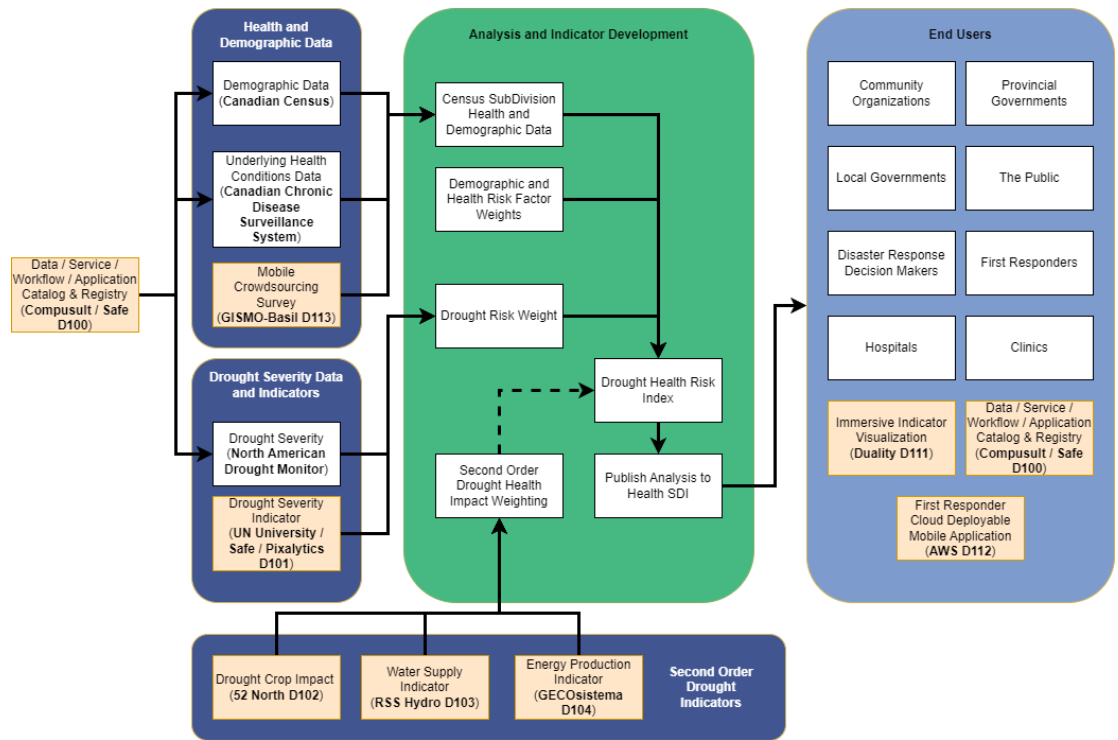 Data / Service /
Workflow / Application
Catalog & Registry
(Compusult / Safe
D100)
Health and
Demographic Data
Demographic Data
(Canadian Census)
Underlying Health
Conditions Data
(Canadian Chronic
Disease
Surveillance
System)
Mobile
Crowdsourcing
Survey
(GISMO-Basil D113)
Drought Severity Data
and Indicators
Drought Severity
(North American
Drought Monitor)
Drought Severity
Indicator
(UN University /
Safe / Pixalytics
D101)
Analysis and Indicator Development
Census SubDivision
Health and
Demographic Data
Demographic and
Health Risk Factor
Weights
Drought Risk Weight
Drought Health Risk
Index
Second Order
Drought Health
Impact Weighting
Publish Analysis to
Health SDI
End Users
Community
Organizations
Provincial
Governments
Local Governments
The Public
Disaster Response
Decision Makers
First Responders
Hospitals
Clinics
Immersive Indicator
Visualization
(Duality D111)
Data / Service /
Workflow / Application
Catalog & Registry
(Compusult / Safe
D100)
First Responder
Cloud Deployable
Mobile Application
(AWS D112)
Drought Crop Impact
(52 North D102)
Water Supply
Indicator
(RSS Hydro D103)
Energy Production
Indicator
(GECOsistema
D104)
Second Order
Drought
Indicators